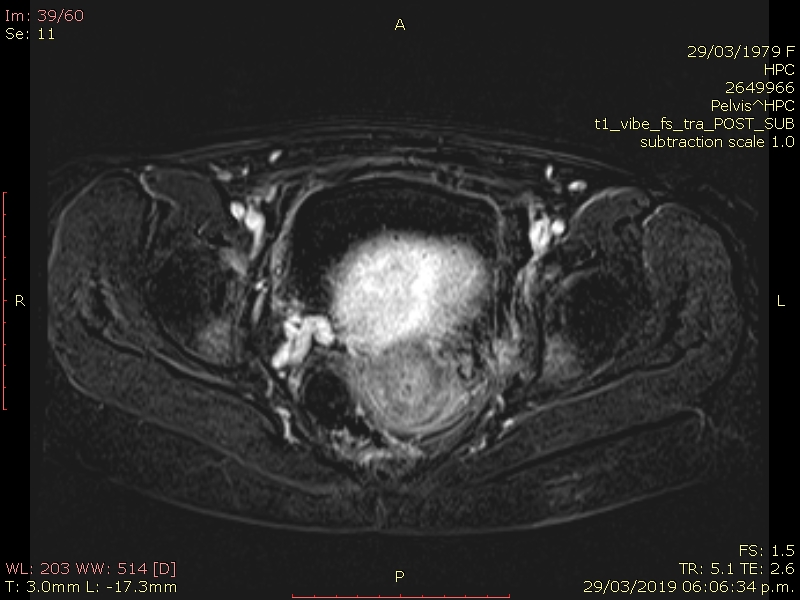 Im: 39/60
Se: 11
A
29/03/1979 F
HPC
2649966
Pelvis^HPC
t1_vibe_fs_tra_POST_SUB
subtraction scale 1.0
R
L
WL: 203 WW: 514 [D]
T: 3.0mm L: -17.3mm
P
FS: 1.5
TR: 5.1 TE: 2.6
29/03/2019 06:06:34 p.m.